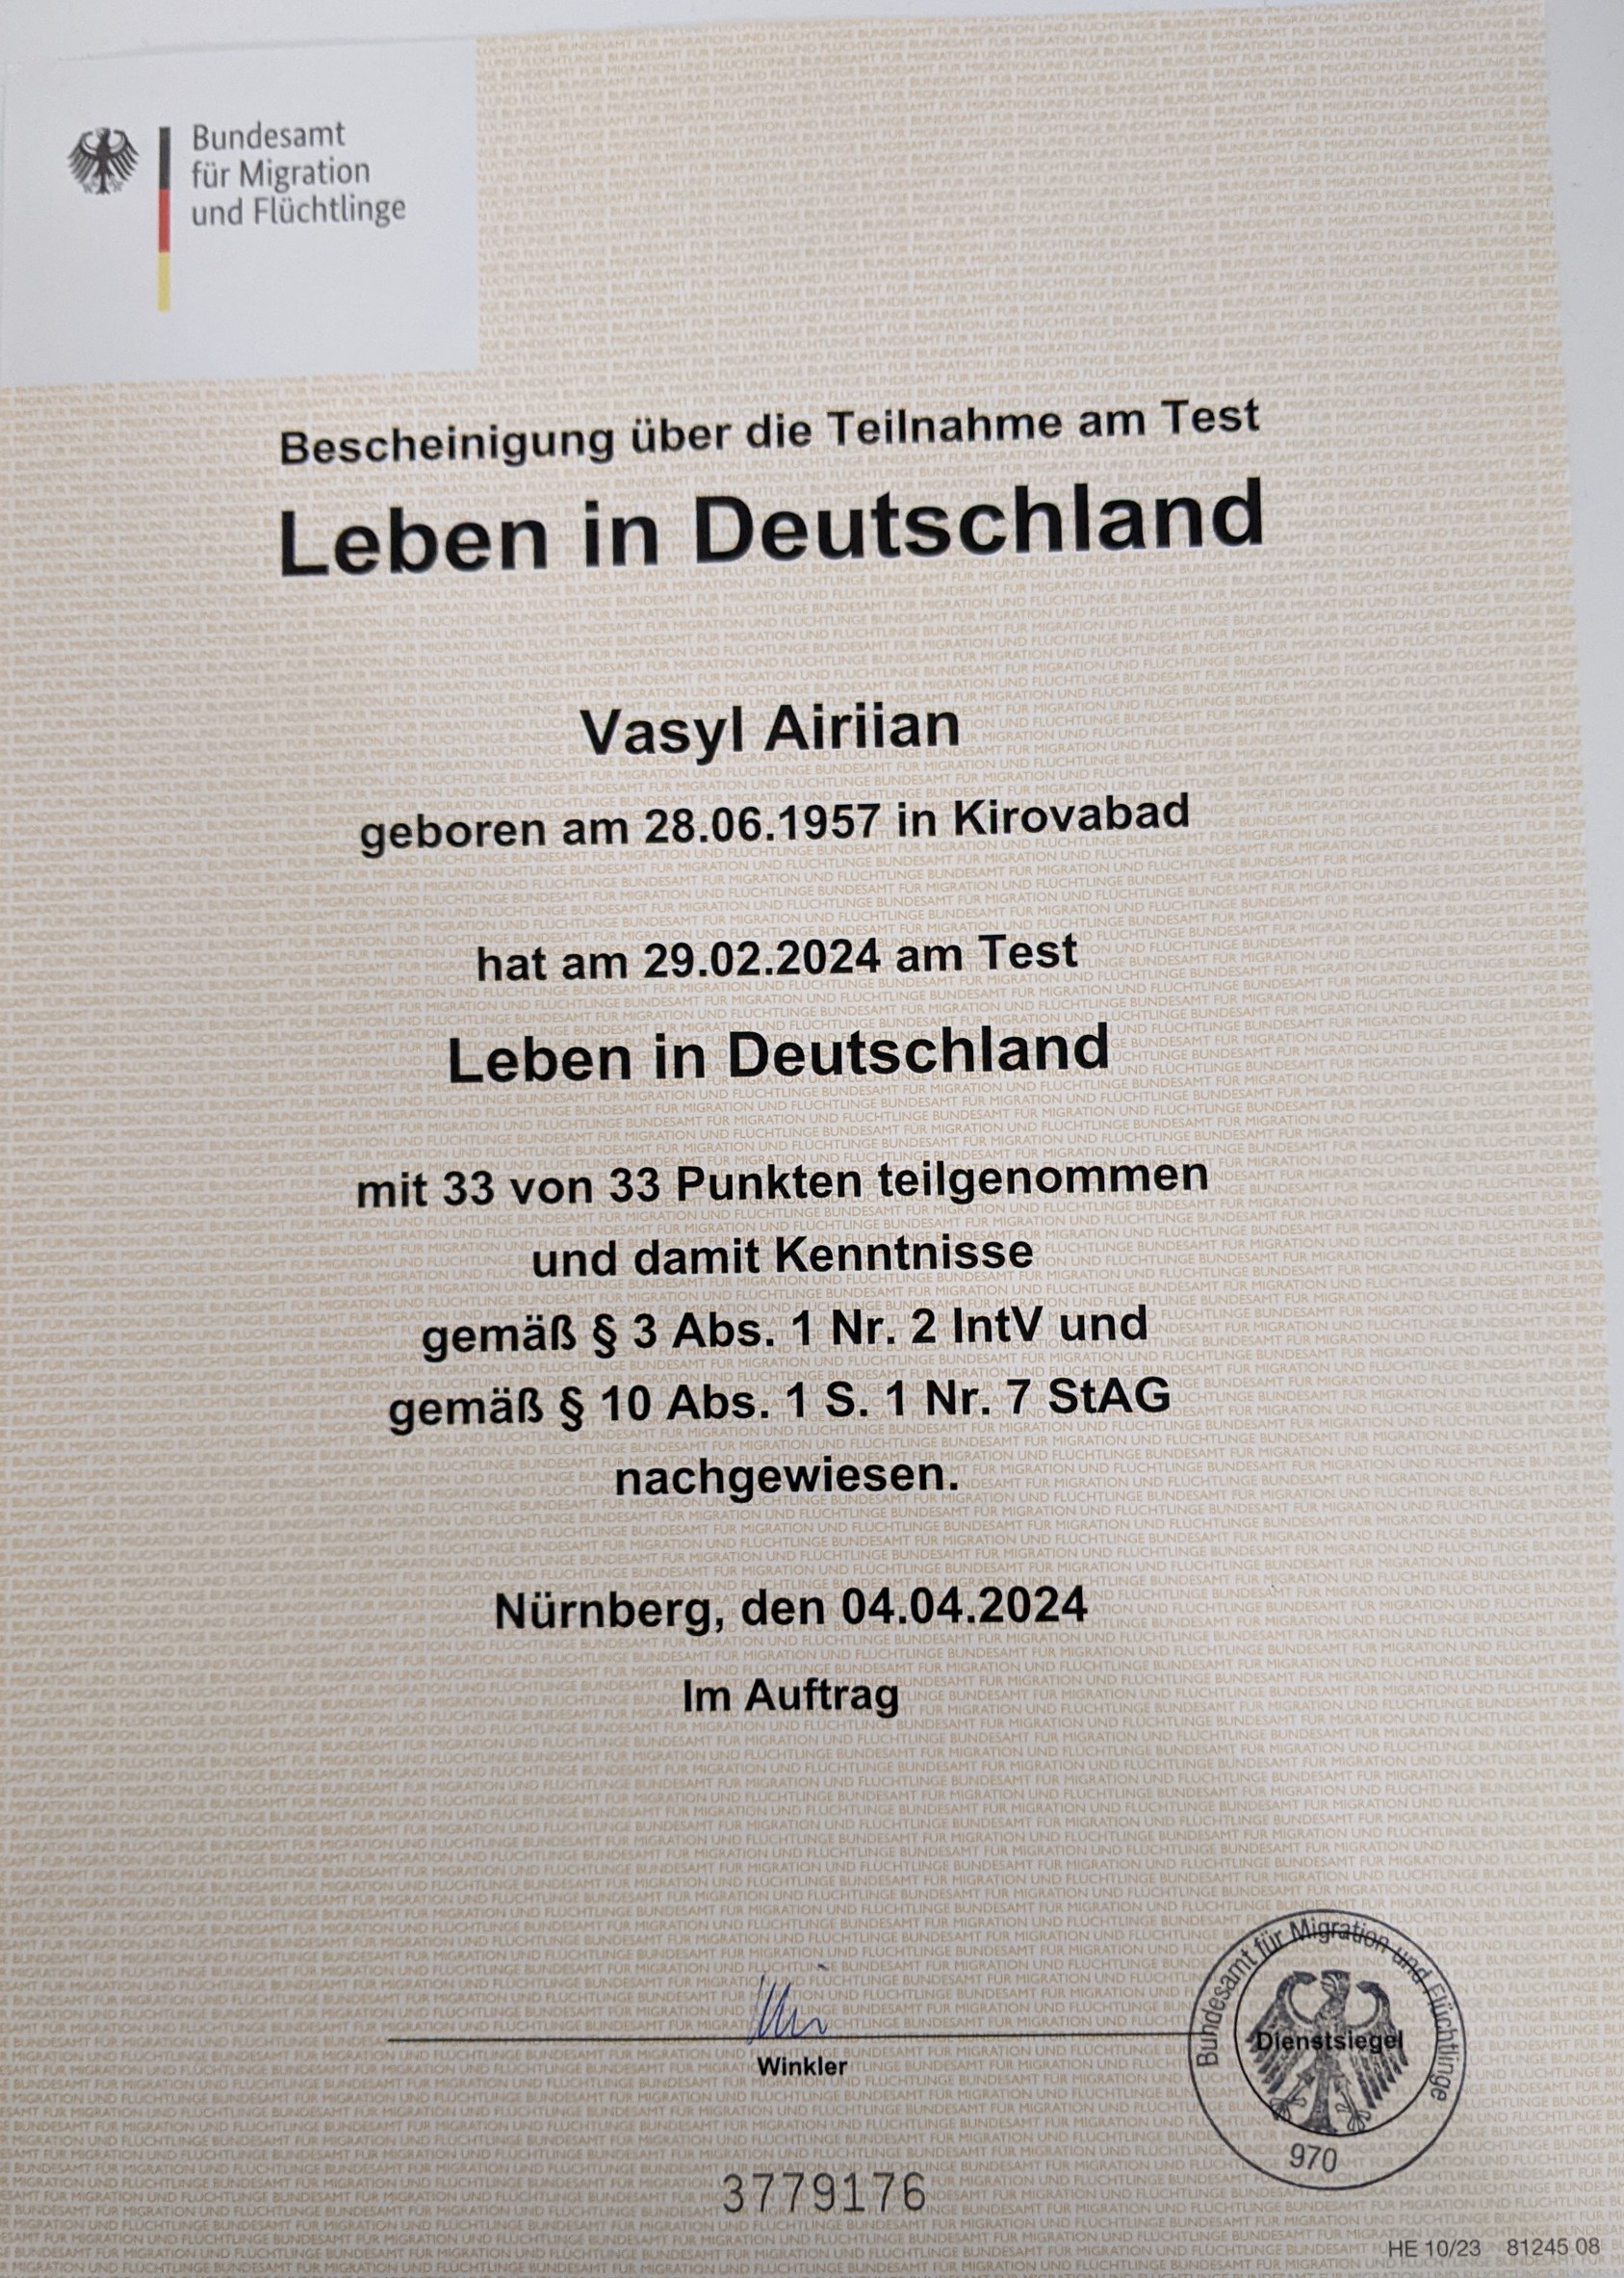 Bundesamt
für Migration
und Flüchtlinge
Bescheinigung über die Teilnahme am Test
Leben in Deutschland
Vasyl Airiian
geboren am 28.06.1957 in Kirovabad
hat am 29.02.2024 am Test
Leben in Deutschland
mit 33 von 33 Punkten teilgenommen
und damit Kenntnisse
gemäß § 3 Abs. 1 Nr. 2 IntV und
gemäß § 10 Abs. 1 S. 1 Nr. 7 StAG
nachgewiesen.
Nürnberg, den 04.04.2024
Im Auftrag
Winkler
Bundesamt für Migration und Flüchtlinge
Dienstsiegel
970
3779176
HE 10/23 81245 08